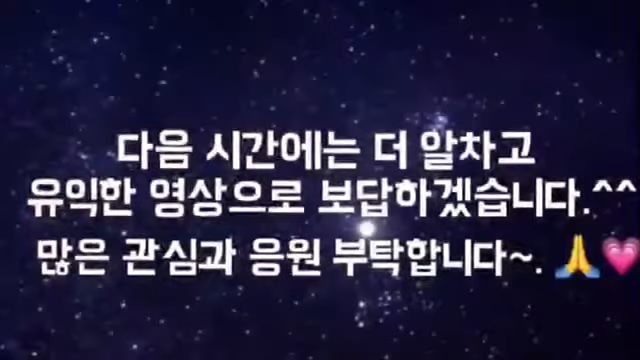 다음 시간에는 더 알차고
유익한 영상으로 보답하겠습니다.^^
많은 관심과 응원 부탁합니다~. 🙏💗